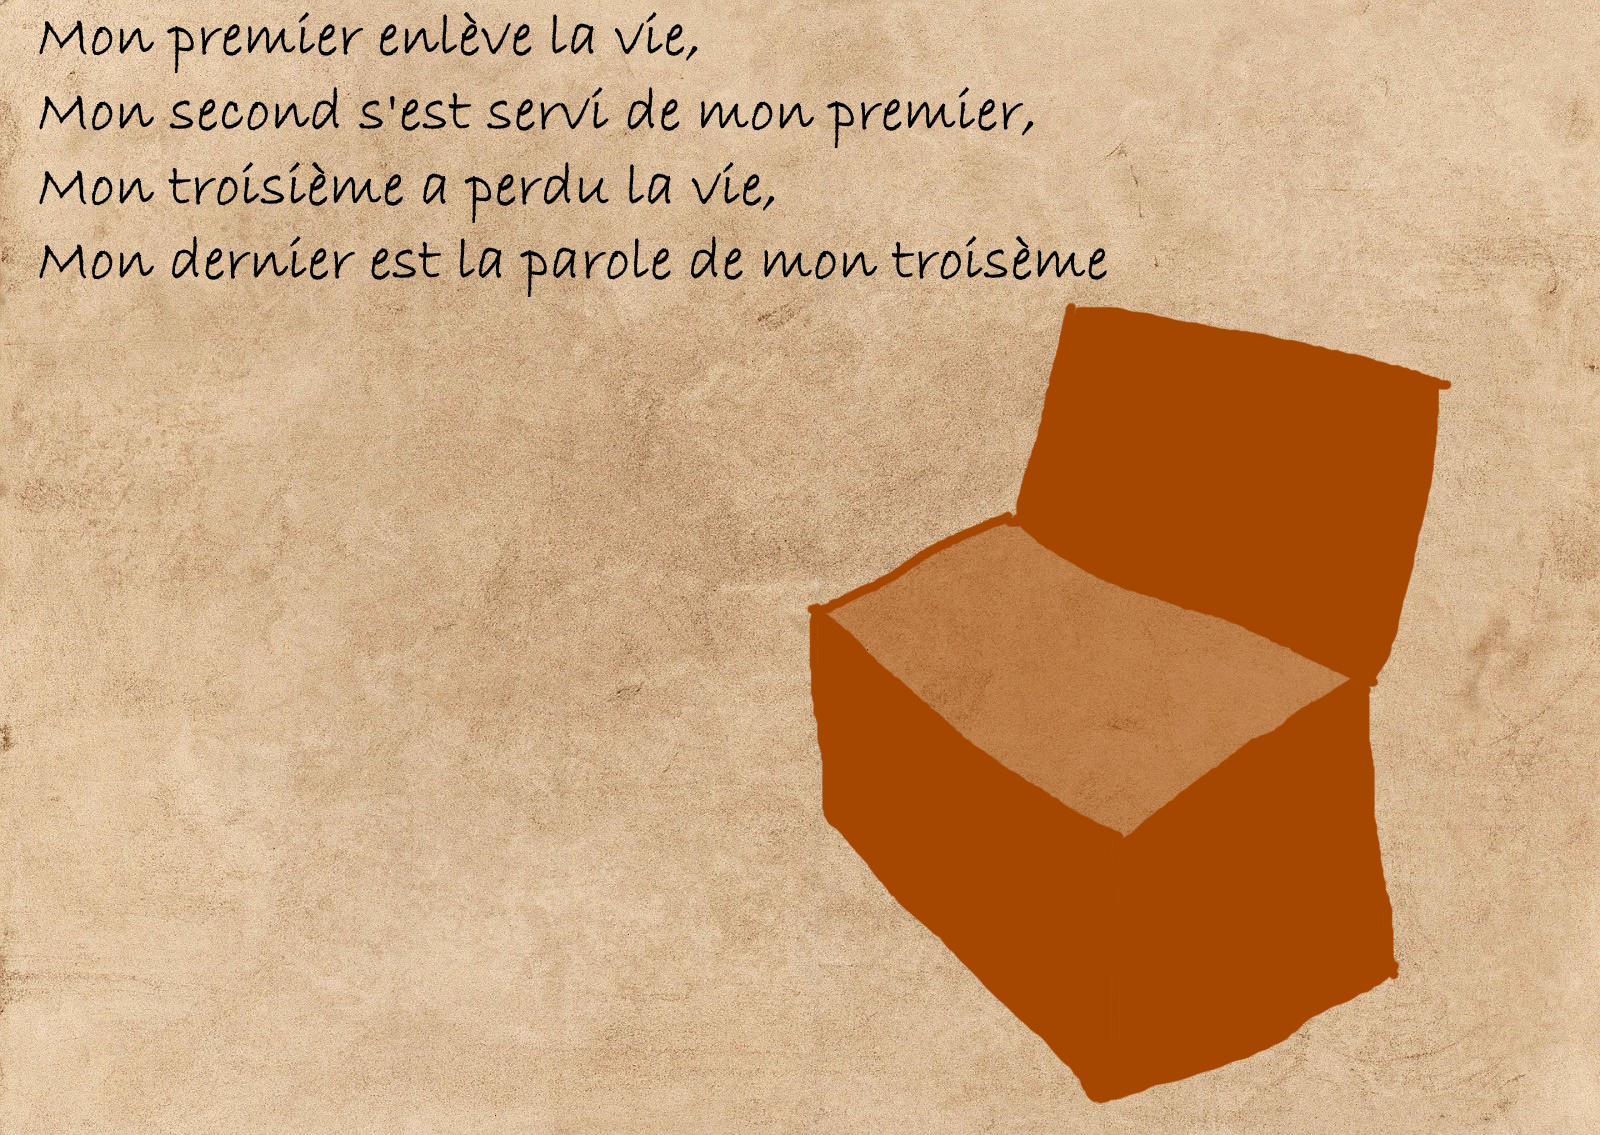 Mon premier enlève la vie,
Mon second s'est servi de mon premier,
Mon troisième a perdu la vie,
Mon dernier est la parole de mon troisème